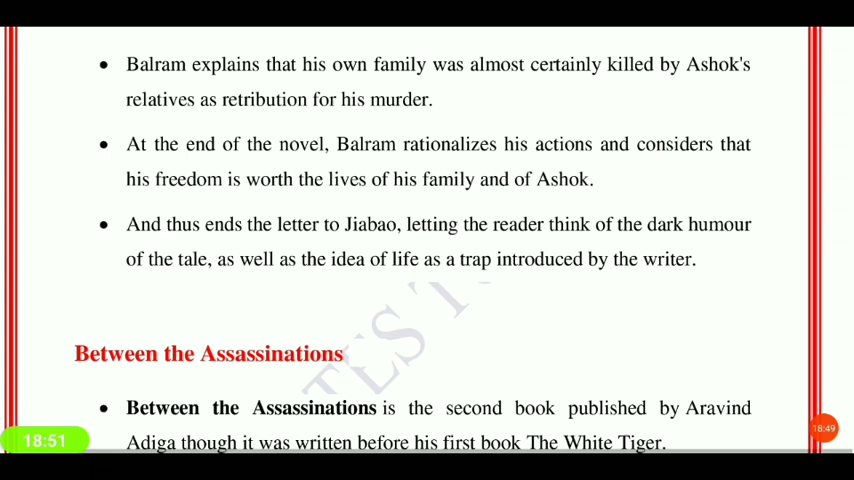 • Balram explains that his own family was almost certainly killed by Ashok's
relatives as retribution for his murder.
• At the end of the novel, Balram rationalizes his actions and considers that
his freedom is worth the lives of his family and of Ashok.
• And thus ends the letter to Jiabao, letting the reader think of the dark humour
of the tale, as well as the idea of life as a trap introduced by the writer.
Between the Assassinations
• Between the Assassinations is the second book published by Aravind
Adiga though it was written before his first book The White Tiger.
18:51
18:49